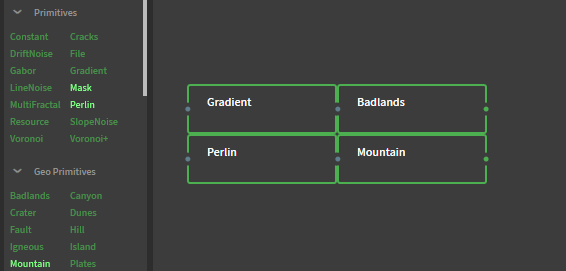 Primitives
Constant Cracks
DriftNoise File
Gabor Gradient
LineNoise Mask
MultiFractal Perlin
Resource SlopeNoise
Voronoi Voronoi+
Geo Primitives
Badlands Canyon
Crater Dunes
Fault Hill
Igneous Island
Mountain Plates
Gradient Badlands
Perlin Mountain